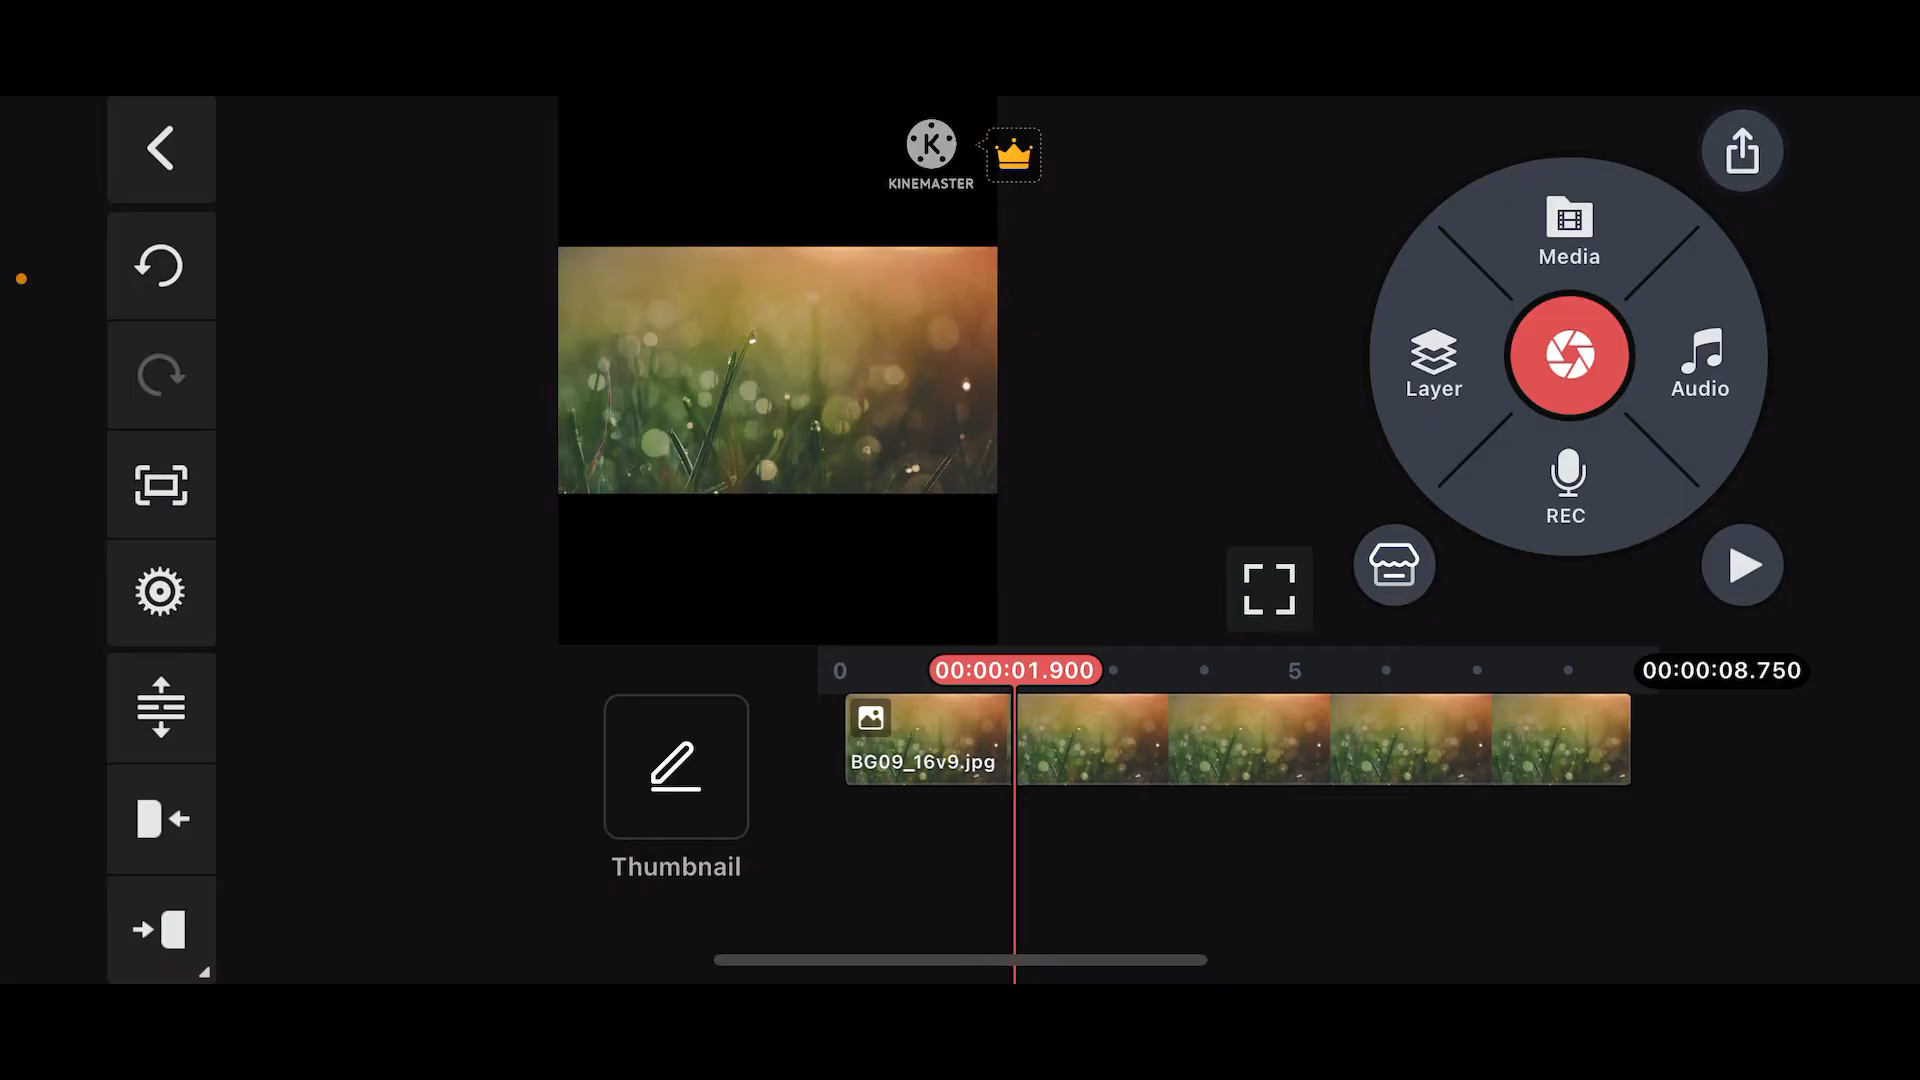 KINEMASTER
Media
Layer
Audio
REC
0
00:00:01.900
5
00:00:08.750
BG09_16v9.jpg
Thumbnail